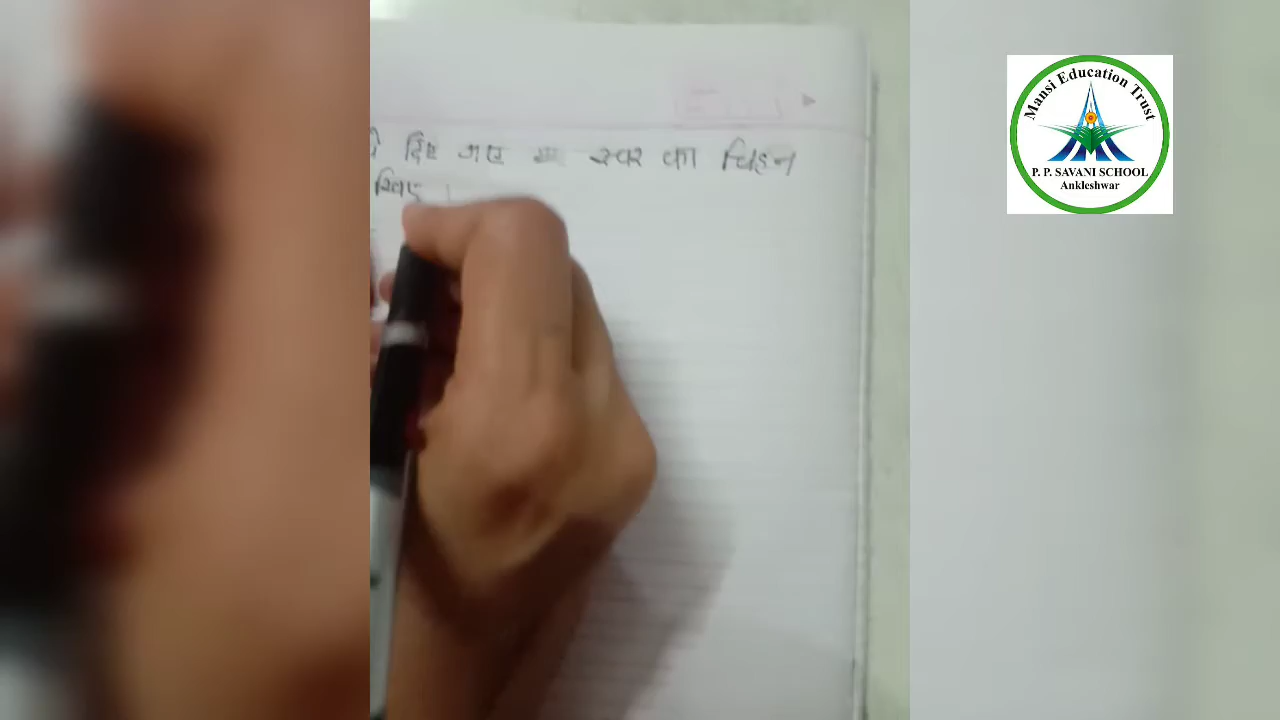 दिए गए स्वर का चिह्न
Mansi Education Trust
P. P. SAVANI SCHOOL
Ankleshwar